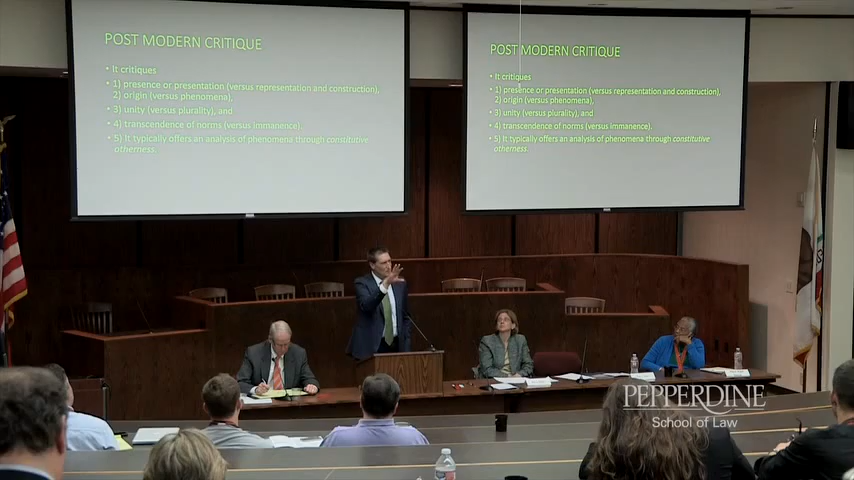 POST MODERN CRITIQUE
• It critiques
• 1) presence or presentation (versus representation and construction),
2) origin (versus phenomena),
• 3) unity (versus plurality), and
• 4) transcendence of norms (versus immanence).
• 5) It typically offers an analysis of phenomena through constitutive
otherness.
POST MODERN CRITIQUE
• It critiques
• 1) presence or presentation (versus representation and construction),
2) origin (versus phenomena),
• 3) unity (versus plurality), and
• 4) transcendence of norms (versus immanence).
• 5) It typically offers an analysis of phenomena through constitutive
otherness.
PEPPERDINE
School of Law